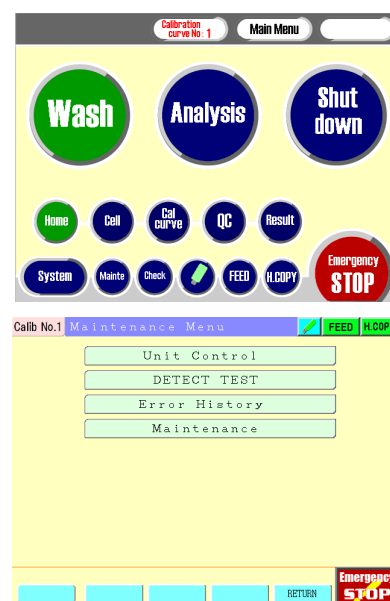 Calibration
curve No: 1
Main Menu
Wash
Analysis
Shut
down
Home
Cell
Cal
curve
QC
Result
System
Mainte
Check
FEED
H.COPY
Emergency
STOP
Calib No.1
Maintenance Menu
FEED
H.COP
Unit Control
DETECT TEST
Error History
Maintenance
RETURN
Emergency
STOP